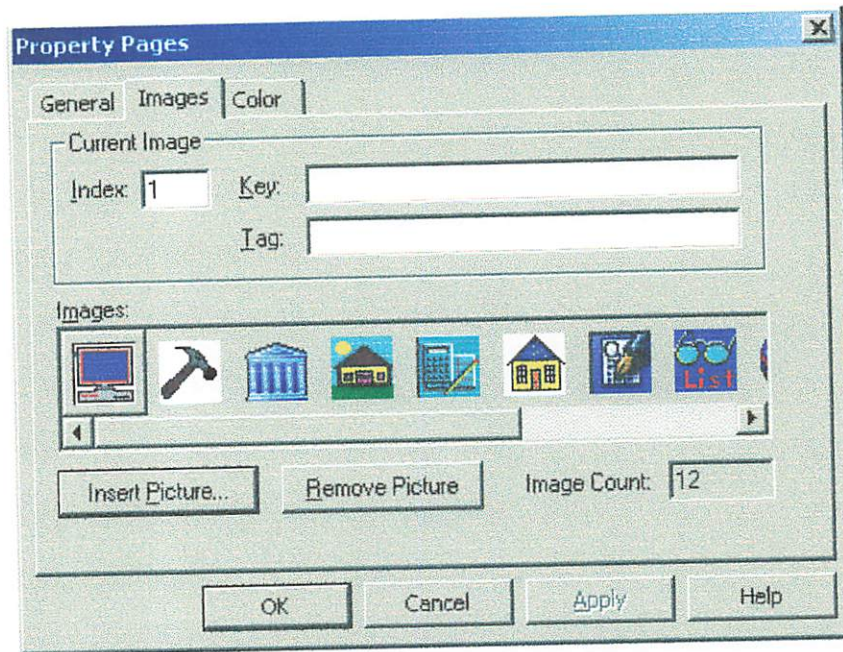 Property Pages
General Images Color
Current Image
Index: 1 Key:
Tag:
Images:
List
Insert Picture... Remove Picture Image Count: 12
OK Cancel Apply Help